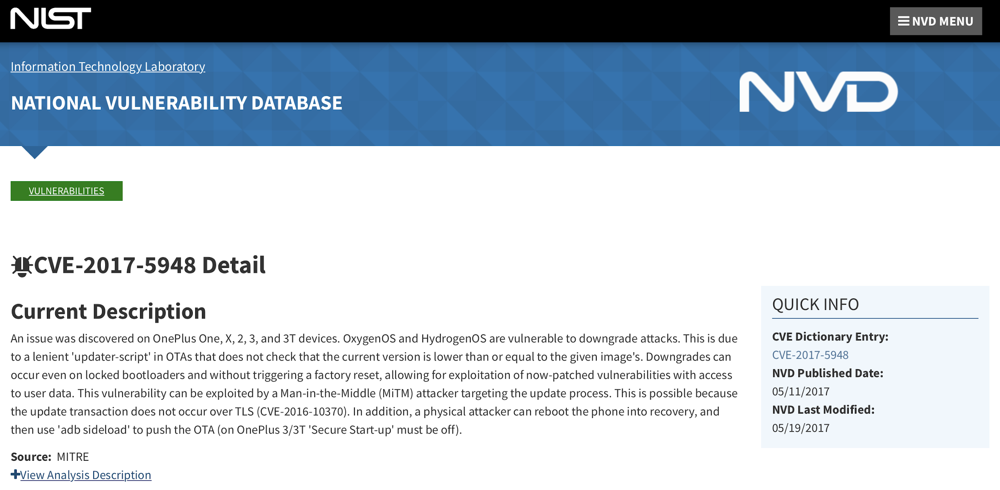 NIST
NVD MENU
Information Technology Laboratory
NATIONAL VULNERABILITY DATABASE
NVD
VULNERABILITIES
CVE-2017-5948 Detail
Current Description
An issue was discovered on OnePlus One, X, 2, 3, and 3T devices. OxygenOS and HydrogenOS are vulnerable to downgrade attacks. This is due
to a lenient 'updater-script' in OTAs that does not check that the current version is lower than or equal to the given image's. Downgrades can
occur even on locked bootloaders and without triggering a factory reset, allowing for exploitation of now-patched vulnerabilities with access
to user data. This vulnerability can be exploited by a Man-in-the-Middle (MiTM) attacker targeting the update process. This is possible because
the update transaction does not occur over TLS (CVE-2016-10370). In addition, a physical attacker can reboot the phone into recovery, and
then use 'adb sideload' to push the OTA (on OnePlus 3/3T 'Secure Start-up' must be off).
Source: MITRE
View Analysis Description
QUICK INFO
CVE Dictionary Entry:
CVE-2017-5948
NVD Published Date:
05/11/2017
NVD Last Modified:
05/19/2017